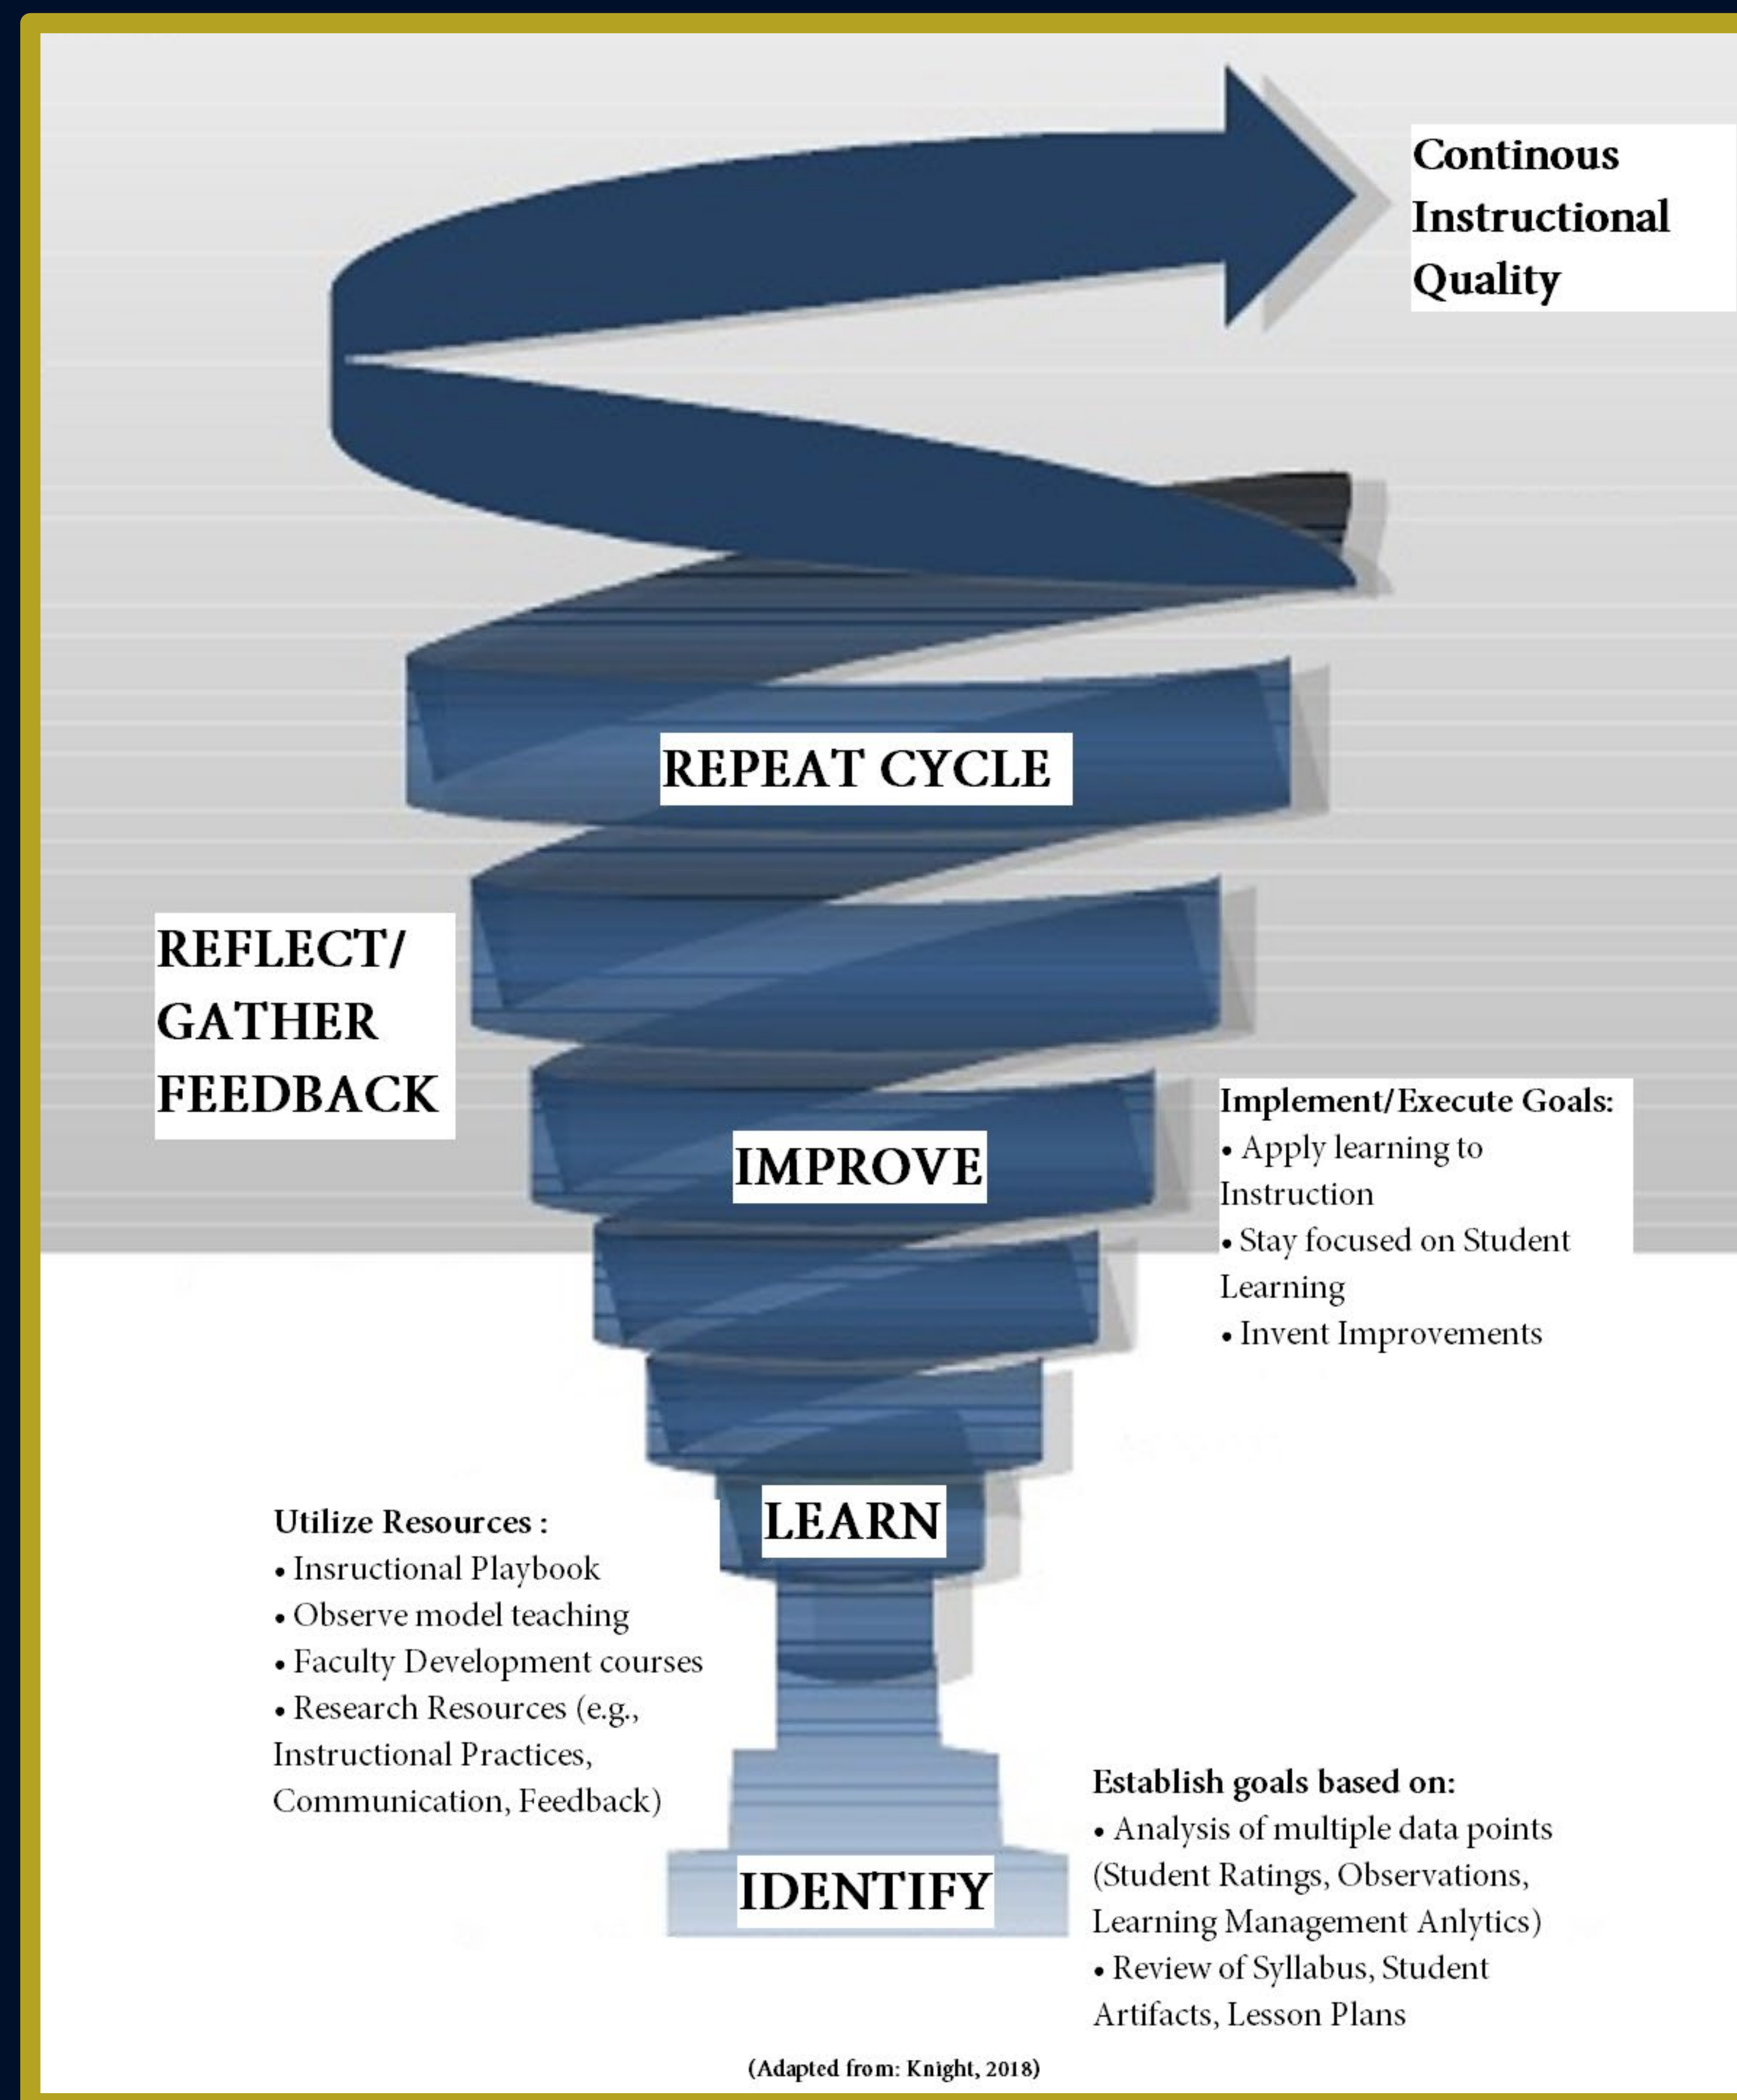 Continous
Instructional
Quality
REPEAT CYCLE
REFLECT/
GATHER
FEEDBACK
IMPROVE
Implement/Execute Goals:
• Apply learning to
Instruction
• Stay focused on Student
Learning
• Invent Improvements
LEARN
Utilize Resources :
• Insructional Playbook
• Observe model teaching
• Faculty Development courses
• Research Resources (e.g.,
Instructional Practices,
Communication, Feedback)
IDENTIFY
Establish goals based on:
• Analysis of multiple data points
(Student Ratings, Observations,
Learning Management Anlytics)
• Review of Syllabus, Student
Artifacts, Lesson Plans
(Adapted from: Knight, 2018)